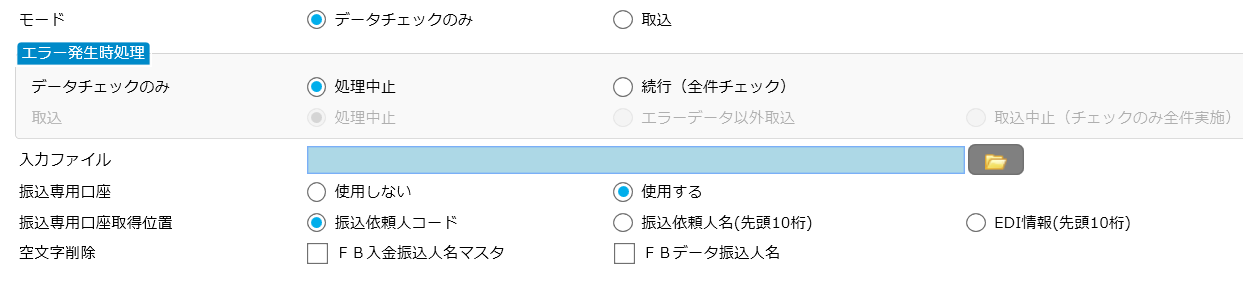 モード データチェックのみ 取込
エラー発生時処理
データチェックのみ 処理中止 続行（全件チェック）
取込 処理中止 エラーデータ以外取込 取込中止（チェックのみ全件実施）
入力ファイル
振込専用口座 使用しない 使用する
振込専用口座取得位置 振込依頼人コード 振込依頼人名(先頭10桁) EDI情報(先頭10桁)
空文字削除 ＦＢ入金振込人名マスタ ＦＢデータ振込人名